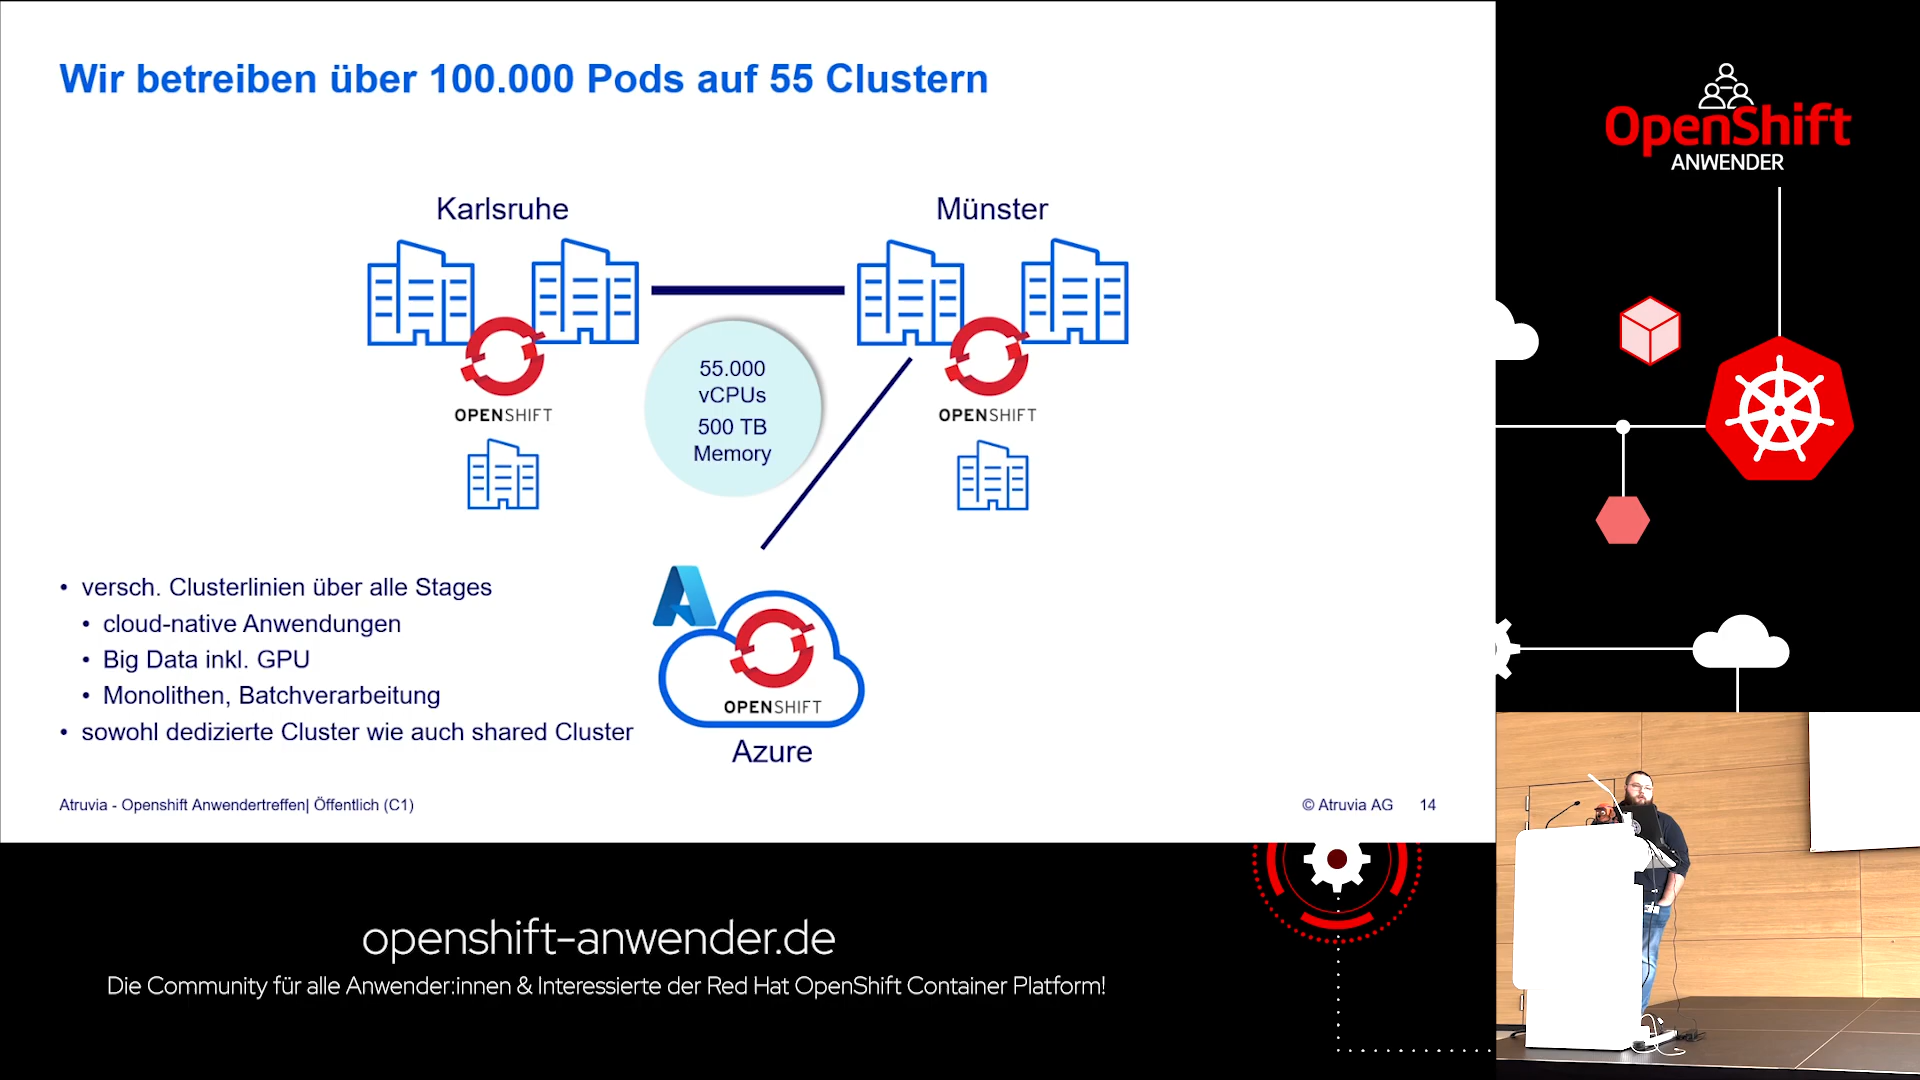 Wir betreiben über 100.000 Pods auf 55 Clustern
Karlsruhe
Münster
55.000
vCPUs
500 TB
Memory
OPENSHIFT
OPENSHIFT
• versch. Clusterlinien über alle Stages
• cloud-native Anwendungen
• Big Data inkl. GPU
• Monolithen, Batchverarbeitung
• sowohl dedizierte Cluster wie auch shared Cluster
OPENSHIFT
Azure
Atruvia - Openshift Anwendertreffen| Öffentlich (C1)
© Atruvia AG 14
OpenShift
ANWENDER
openshift-anwender.de
Die Community für alle Anwender:innen & Interessierte der Red Hat OpenShift Container Platform!